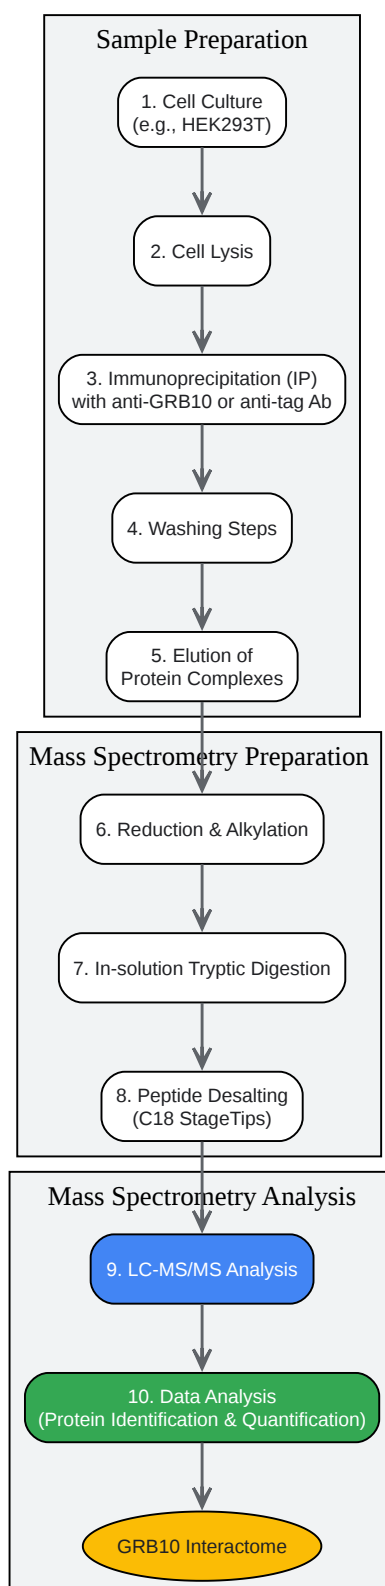 Sample Preparation
1. Cell Culture
(e.g., HEK293T)
2. Cell Lysis
3. Immunoprecipitation (IP)
with anti-GRB10 or anti-tag Ab
4. Washing Steps
5. Elution of
Protein Complexes
Mass Spectrometry Preparation
6. Reduction & Alkylation
7. In-solution Tryptic Digestion
8. Peptide Desalting
(C18 StageTips)
Mass Spectrometry Analysis
9. LC-MS/MS Analysis
10. Data Analysis
(Protein Identification & Quantification)
GRB10 Interactome